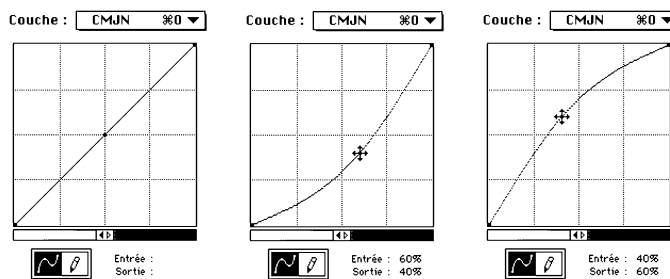 Couche : CMJN ⌘0
Entrée :
Sortie :
Couche : CMJN ⌘0
Entrée : 60%
Sortie : 40%
Couche : CMJN ⌘0
Entrée : 40%
Sortie : 60%